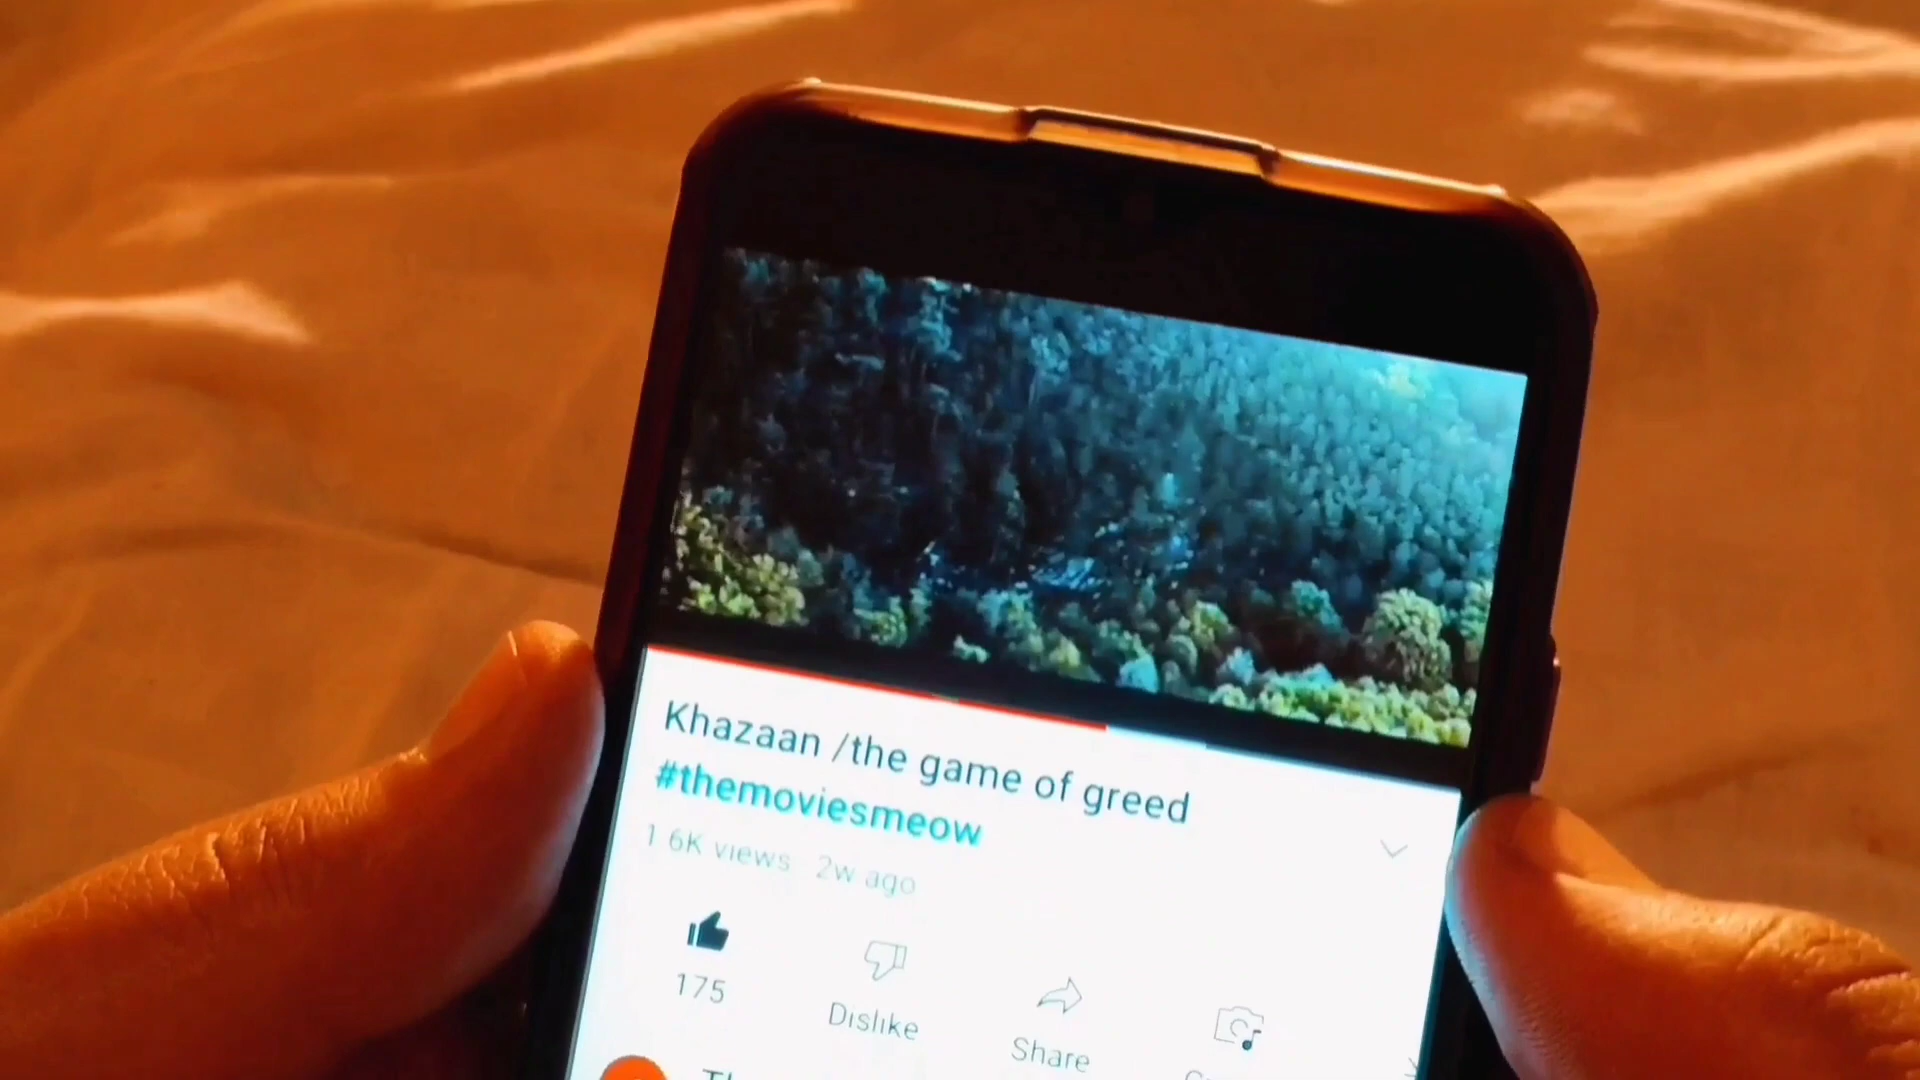 Khazaan /the game of greed
#themoviesmeow
1.6K views 2w ago
175
Dislike
Share